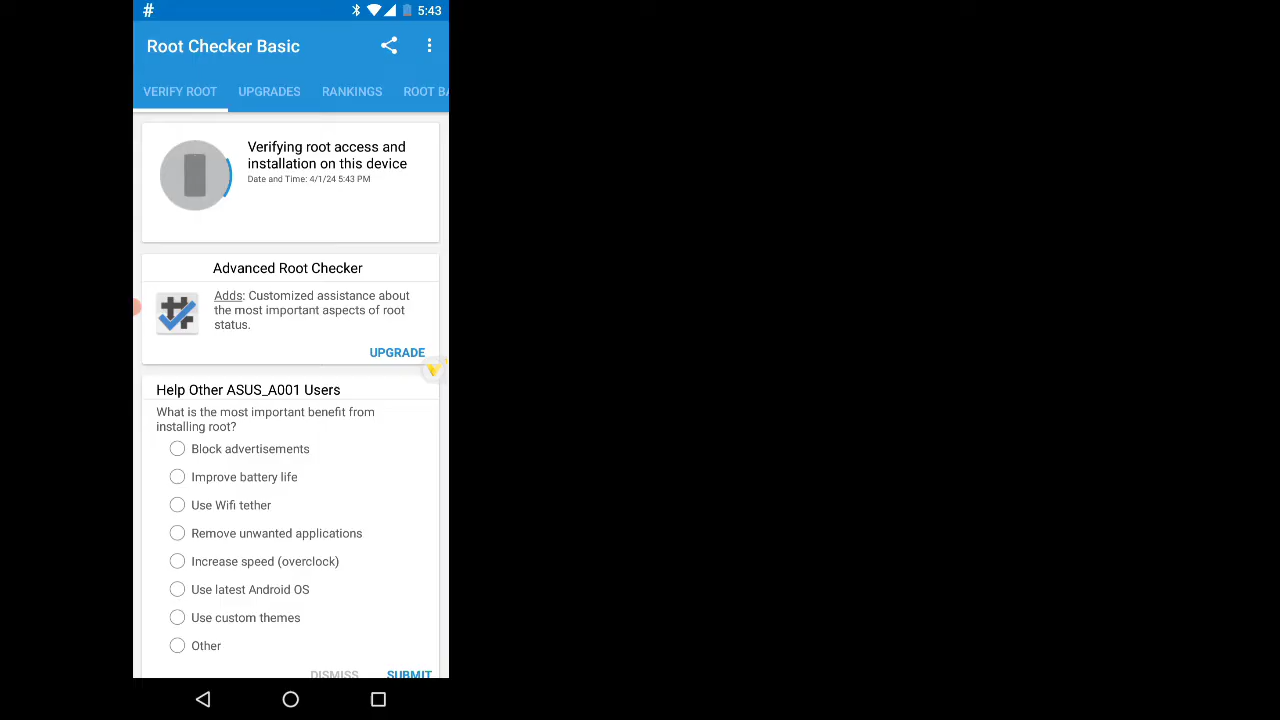 # 5:43
Root Checker Basic
VERIFY ROOT UPGRADES RANKINGS ROOT BA
Verifying root access and
installation on this device
Date and Time: 4/1/24 5:43 PM
Advanced Root Checker
Adds: Customized assistance about
the most important aspects of root
status.
UPGRADE
Help Other ASUS_A001 Users
What is the most important benefit from
installing root?
Block advertisements
Improve battery life
Use Wifi tether
Remove unwanted applications
Increase speed (overclock)
Use latest Android OS
Use custom themes
Other
DISMISS SUBMIT